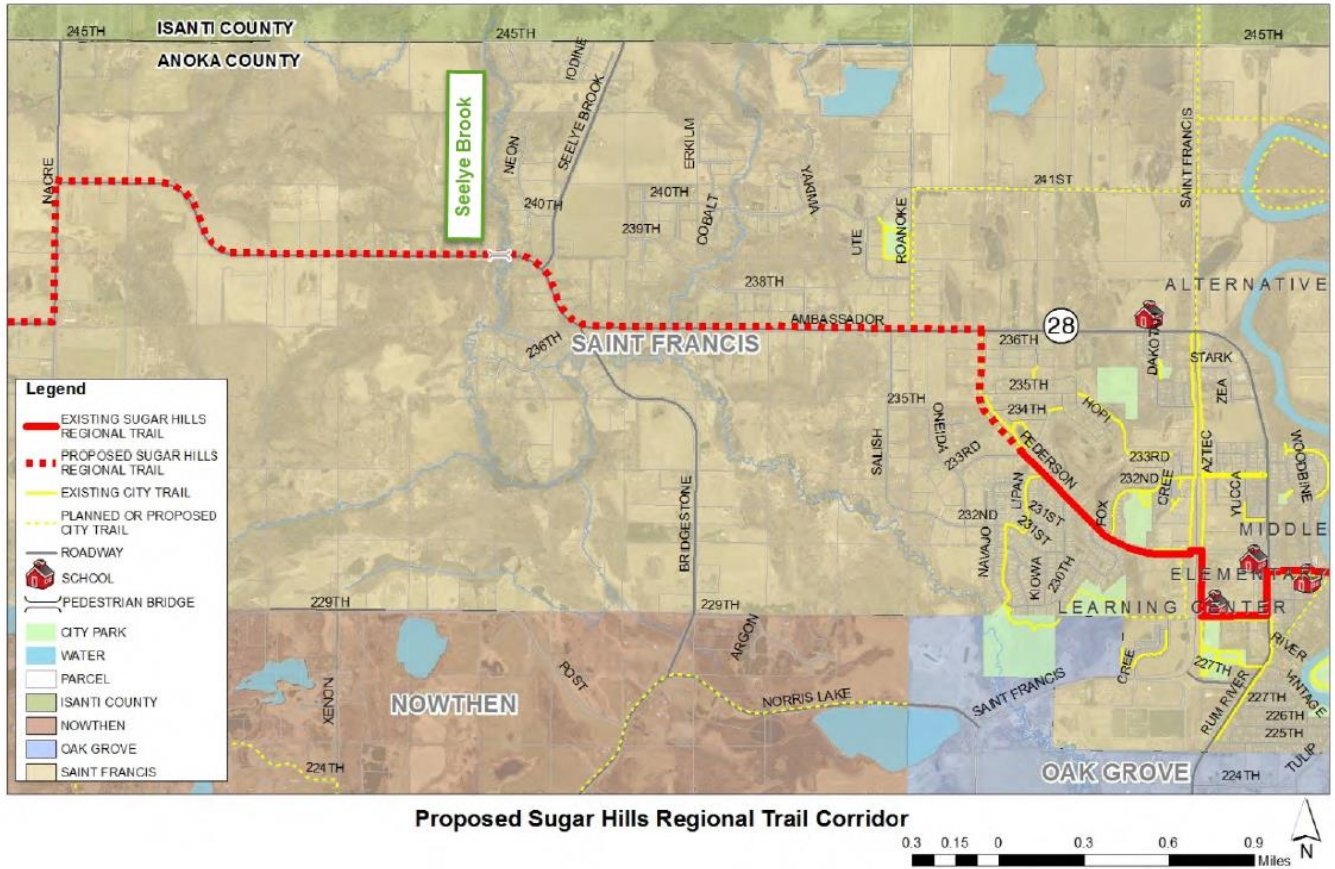 245TH
ISANTI COUNTY
245TH
245TH
ANOKA COUNTY
IODINE
Seelye Brook
NEON
SEELYE BROOK
ERKIUM
SAINT FRANCIS
NACRE
240TH
240TH
COBALT
YAKIMA
241ST
239TH
UTE
ROANOKE
238TH
ALTERNATIVE
AMBASSADOR
28
236TH
SAINT FRANCIS
236TH
DAKOTA
STARK
ZEA
235TH
235TH
234TH
HOPI
ONEIDA
233RD
PEDERSON
SALISH
233RD
232ND
CREE
AZTEC
YUCCA
WOODBINE
LIPAN
231ST
231ST
FOX
232ND
BRIDGESTONE
NAVAJO
KIOWA
230TH
MIDDLE
ELEMENTARY
LEARNING CENTER
229TH
229TH
ARGON
POST
XENON
NOWTHEN
NORRIS LAKE
SAINT FRANCIS
CREE
227TH
RIVER
VINTAGE
RUM RIVER
227TH
226TH
225TH
TULIP
224TH
OAK GROVE
224TH
Legend
EXISTING SUGAR HILLS
REGIONAL TRAIL
PROPOSED SUGAR HILLS
REGIONAL TRAIL
EXISTING CITY TRAIL
PLANNED OR PROPOSED
CITY TRAIL
ROADWAY
SCHOOL
PEDESTRIAN BRIDGE
CITY PARK
WATER
PARCEL
ISANTI COUNTY
NOWTHEN
OAK GROVE
SAINT FRANCIS
Proposed Sugar Hills Regional Trail Corridor
0.3 0.15 0 0.3 0.6 0.9
Miles
N